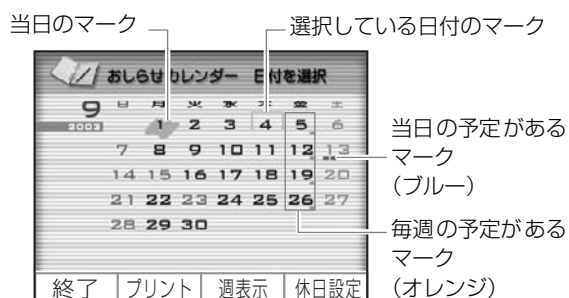 当日のマーク
選択している日付のマーク
おしらせカレンダー 日付を選択
9 日 月 火 水 木 金 土
2003 1 2 3 4 5 6
7 8 9 10 11 12 13
14 15 16 17 18 19 20
21 22 23 24 25 26 27
28 29 30
終了 プリント 週表示 休日設定
当日の予定がある
マーク
(ブルー)
毎週の予定がある
マーク
(オレンジ)